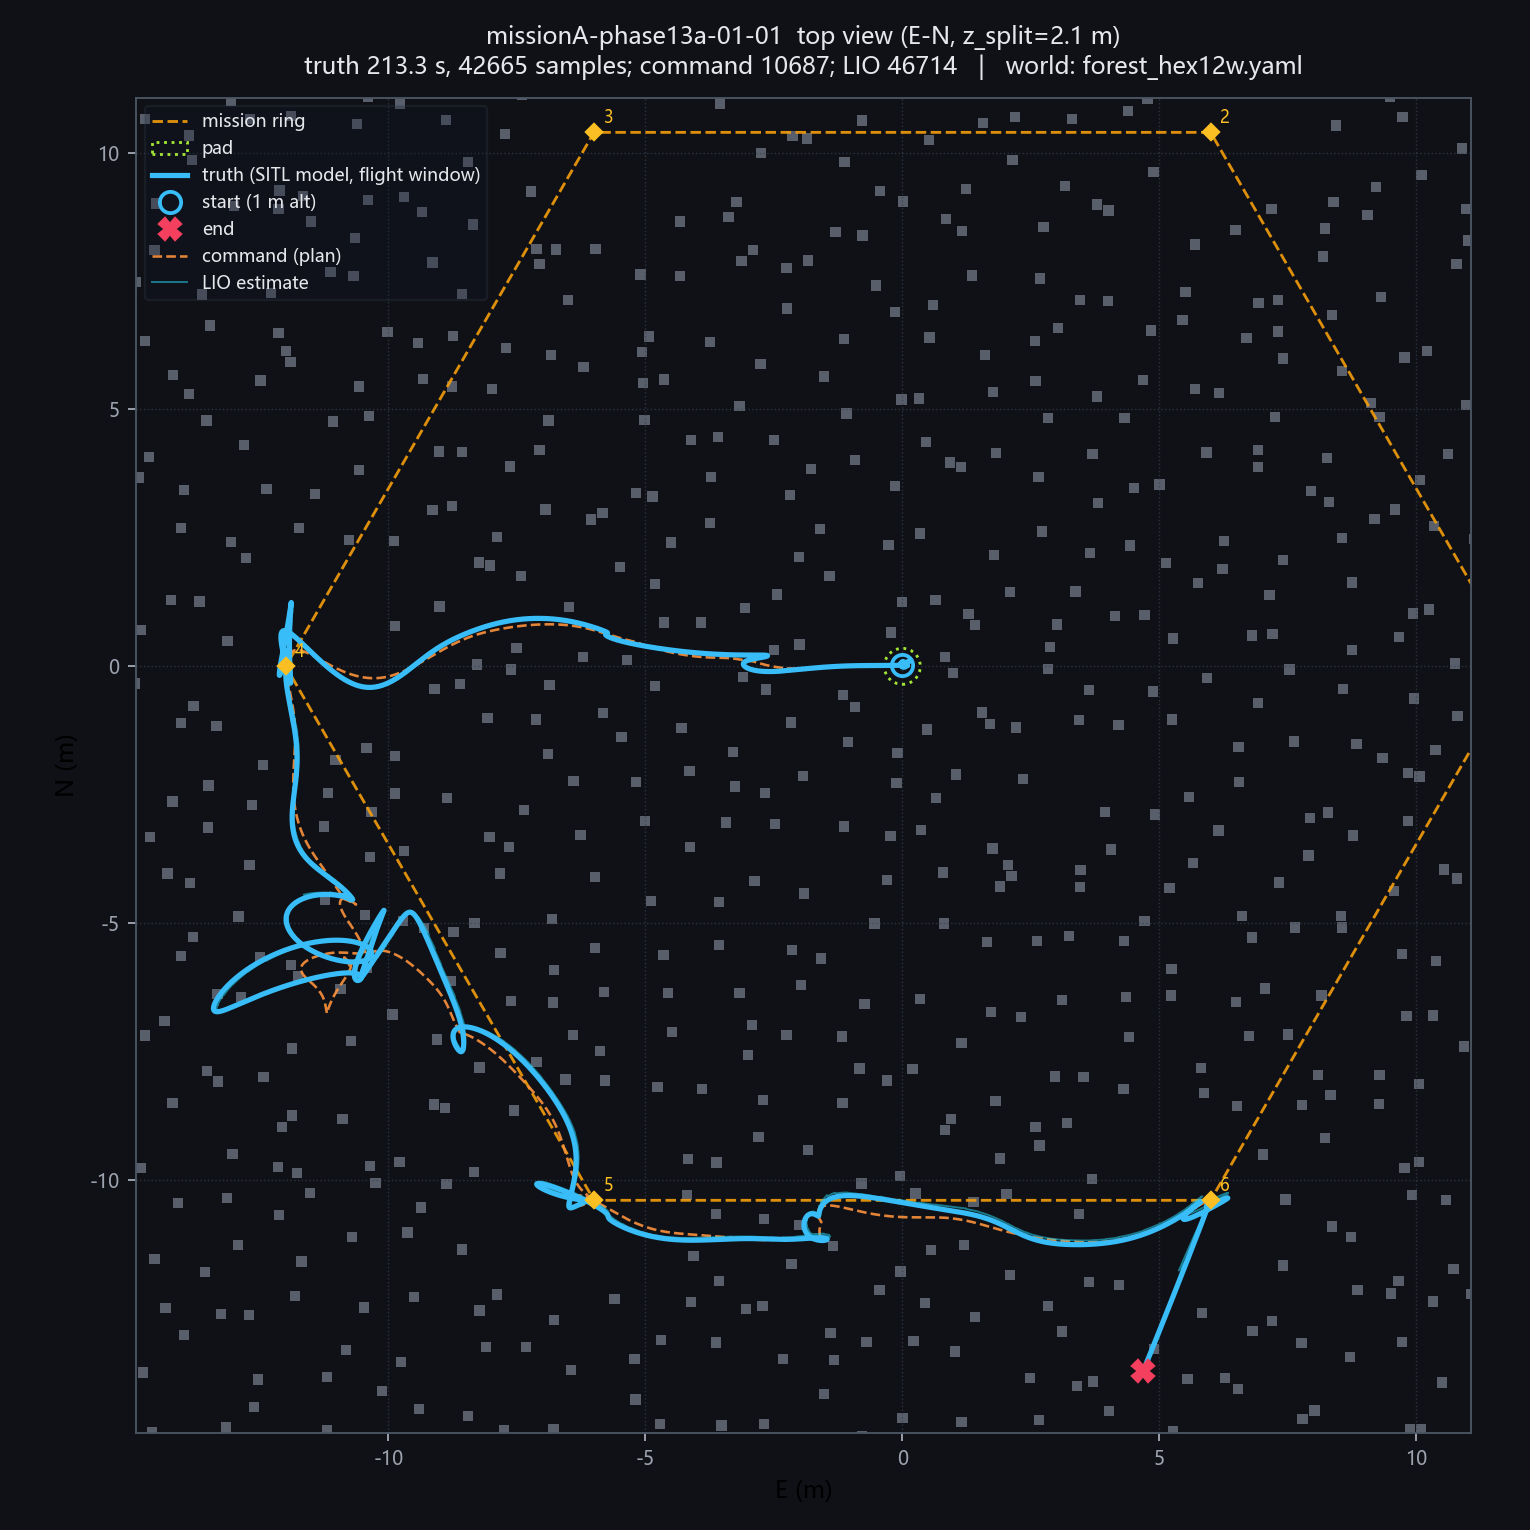 missionA-phase13a-01-01 top view (E-N, z_split=2.1 m)
truth 213.3 s, 42665 samples; command 10687; LIO 46714 | world: forest_hex12w.yaml
mission ring
pad
truth (SITL model, flight window)
start (1 m alt)
end
command (plan)
LIO estimate
3
2
4
5
6
10
5
0
-5
-10
N (m)
-10
-5
0
5
10
E (m)